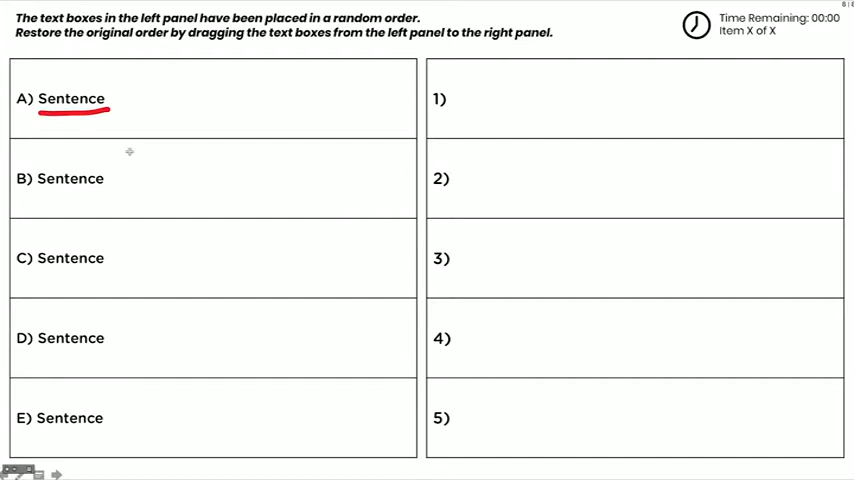 The text boxes in the left panel have been placed in a random order.
Restore the original order by dragging the text boxes from the left panel to the right panel.
Time Remaining: 00:00
Item X of X
A) Sentence
B) Sentence
C) Sentence
D) Sentence
E) Sentence
1)
2)
3)
4)
5)